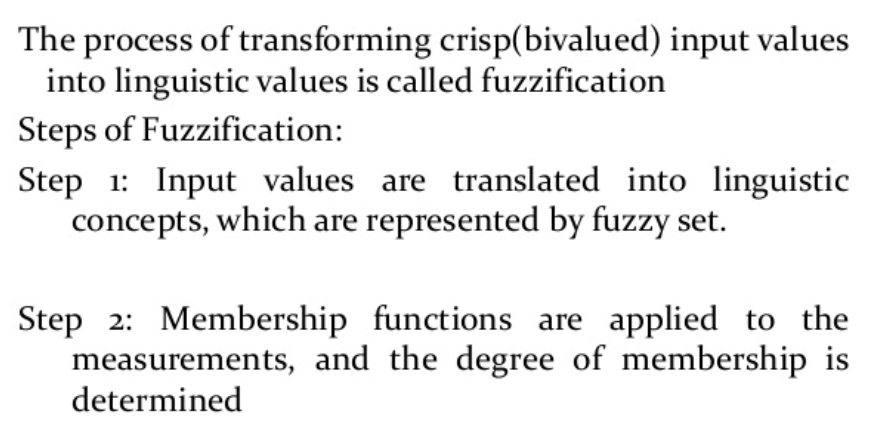 The process of transforming crisp(bivalued) input values
into linguistic values is called fuzzification
Steps of Fuzzification:
Step 1: Input values are translated into linguistic
concepts, which are represented by fuzzy set.
Step 2: Membership functions are applied to the
measurements, and the degree of membership is
determined